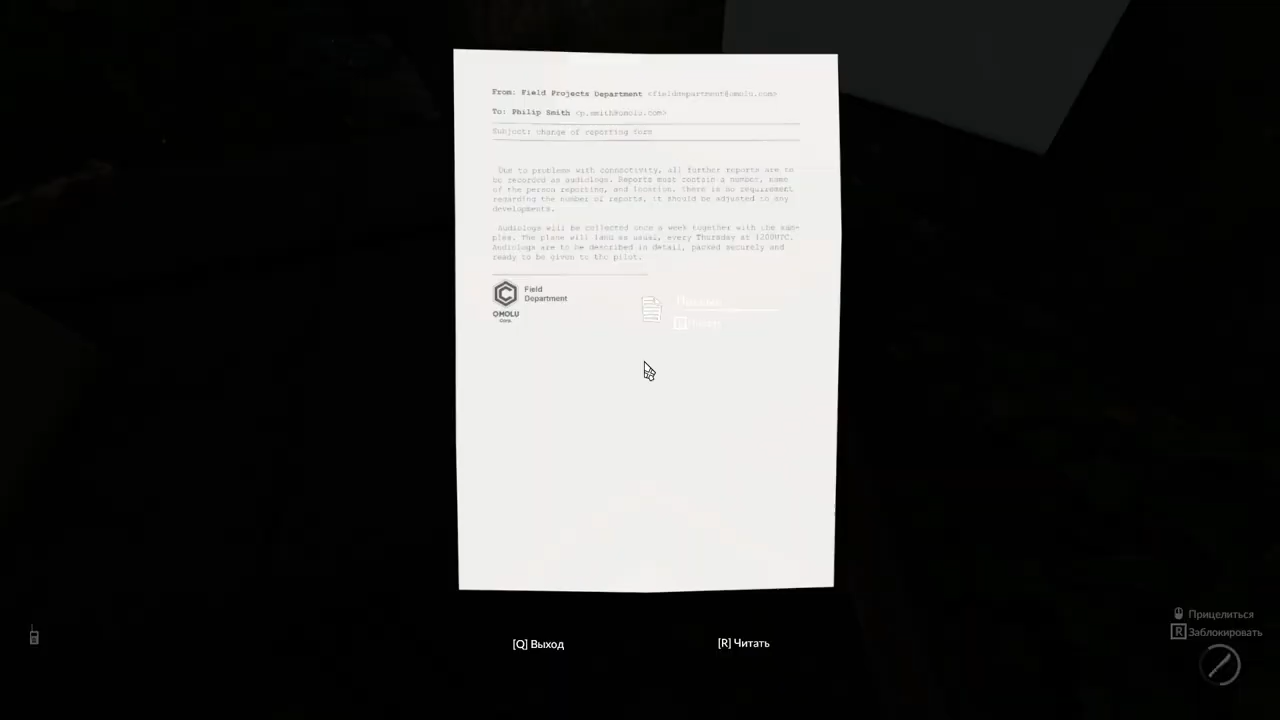 From: Field Projects Department <fielddepartment@omolu.com>
To: Philip Smith <p.smith@omolu.com>
Subject: change of reporting form
Due to problems with connectivity, all further reports are to
be recorded as audiologs. Reports must contain a number, name
of the person reporting, and location. There is no requirement
regarding the number of reports, it should be adjusted to any
developments.
Audiologs will be collected once a week together with the sam-
ples. The plane will land as usual, every Thursday at 1200UTC.
Audiologs are to be described in detail, packed securely and
ready to be given to the pilot.
Field
Department
OMOLU
Corp.
[Q] Выход
[R] Читать
Прицелиться
R Заблокировать